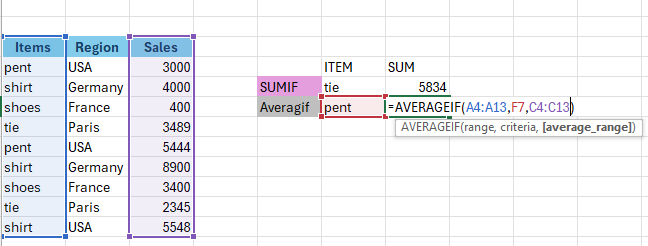 Items Region Sales
pent USA 3000 ITEM SUM
shirt Germany 4000 SUMIF tie 5834
shoes France 400 Averagif pent =AVERAGEIF(A4:A13,F7,C4:C13)
tie Paris 3489 AVERAGEIF(range, criteria, [average_range])
pent USA 5444
shirt Germany 8900
shoes France 3400
tie Paris 2345
shirt USA 5548